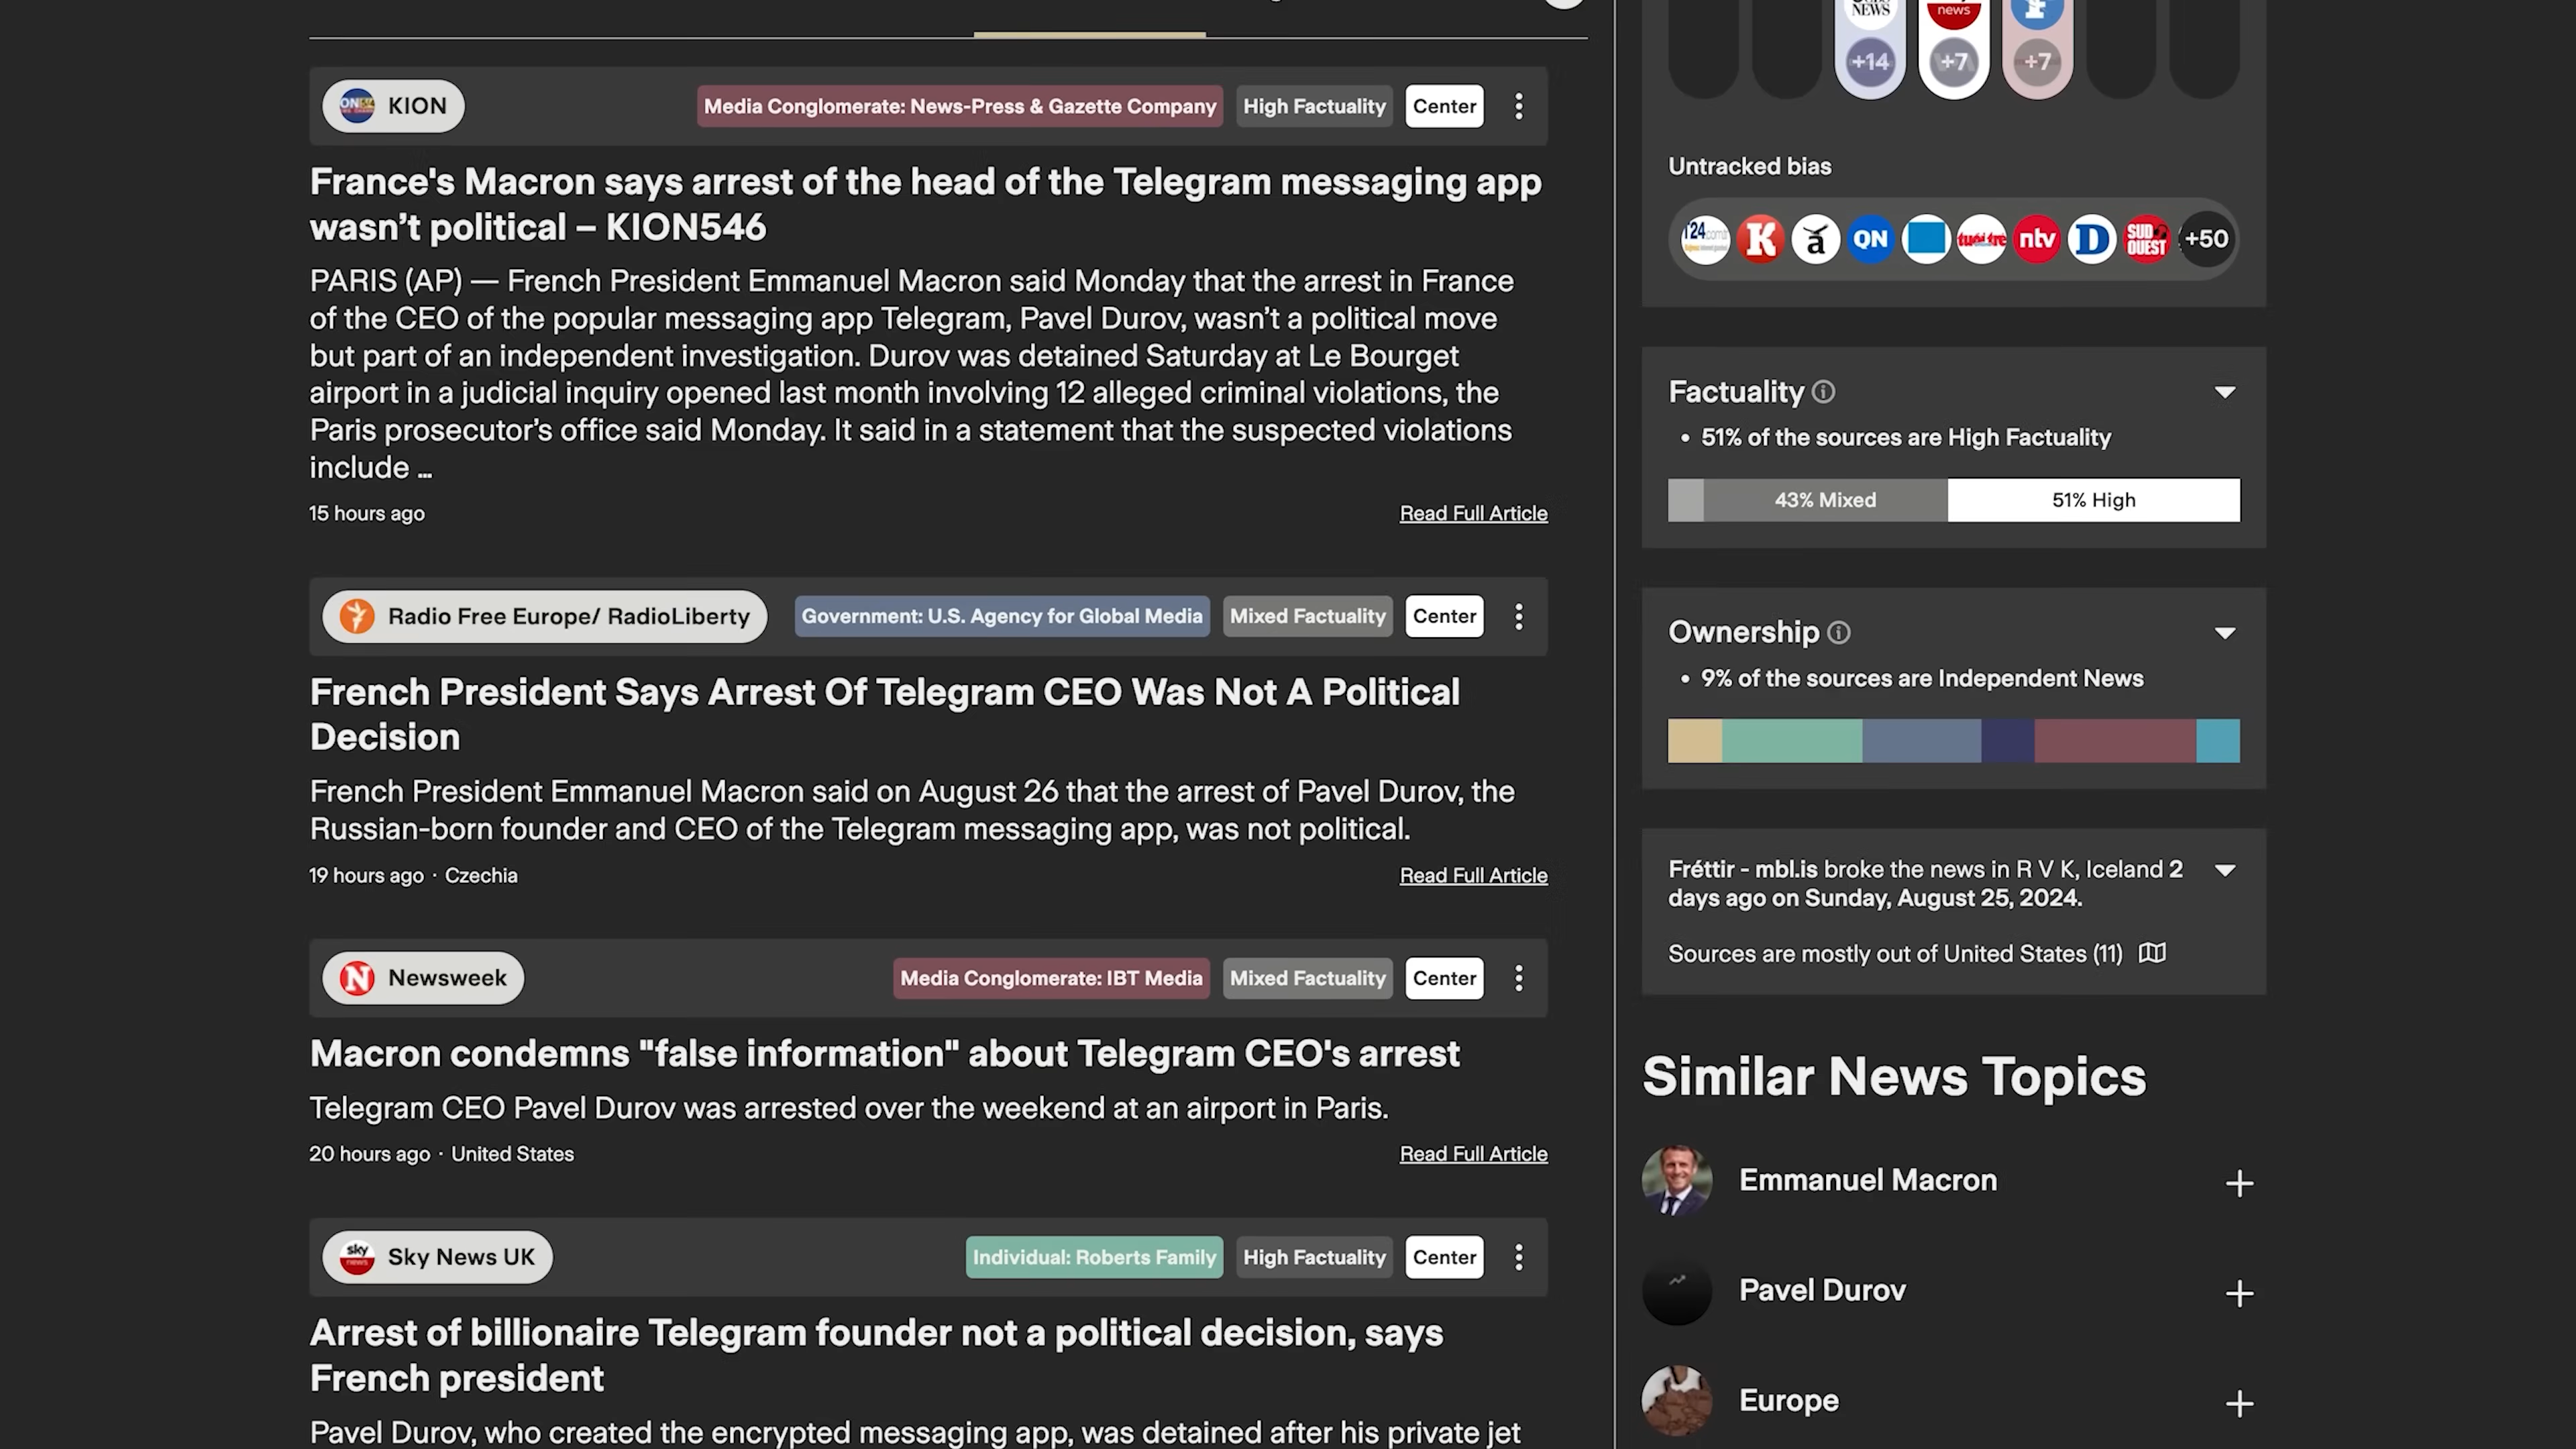 KION
Media Conglomerate: News-Press & Gazette Company
High Factuality
Center
France's Macron says arrest of the head of the Telegram messaging app
wasn’t political – KION546
PARIS (AP) — French President Emmanuel Macron said Monday that the arrest in France
of the CEO of the popular messaging app Telegram, Pavel Durov, wasn’t a political move
but part of an independent investigation. Durov was detained Saturday at Le Bourget
airport in a judicial inquiry opened last month involving 12 alleged criminal violations, the
Paris prosecutor’s office said Monday. It said in a statement that the suspected violations
include …
15 hours ago
Read Full Article
Radio Free Europe/ RadioLiberty
Government: U.S. Agency for Global Media
Mixed Factuality
Center
French President Says Arrest Of Telegram CEO Was Not A Political
Decision
French President Emmanuel Macron said on August 26 that the arrest of Pavel Durov, the
Russian-born founder and CEO of the Telegram messaging app, was not political.
19 hours ago · Czechia
Read Full Article
N Newsweek
Media Conglomerate: IBT Media
Mixed Factuality
Center
Macron condemns "false information" about Telegram CEO's arrest
Telegram CEO Pavel Durov was arrested over the weekend at an airport in Paris.
20 hours ago · United States
Read Full Article
sky news
Sky News UK
Individual: Roberts Family
High Factuality
Center
Arrest of billionaire Telegram founder not a political decision, says
French president
Pavel Durov, who created the encrypted messaging app, was detained after his private jet
NEWS
news
+14
+7
+7
Untracked bias
K
á
QN
ntv
D
SUD OUEST
+50
Factuality
• 51% of the sources are High Factuality
43% Mixed
51% High
Ownership
• 9% of the sources are Independent News
Fréttir - mbl.is broke the news in R V K, Iceland 2
days ago on Sunday, August 25, 2024.
Sources are mostly out of United States (11)
Similar News Topics
Emmanuel Macron
Pavel Durov
Europe